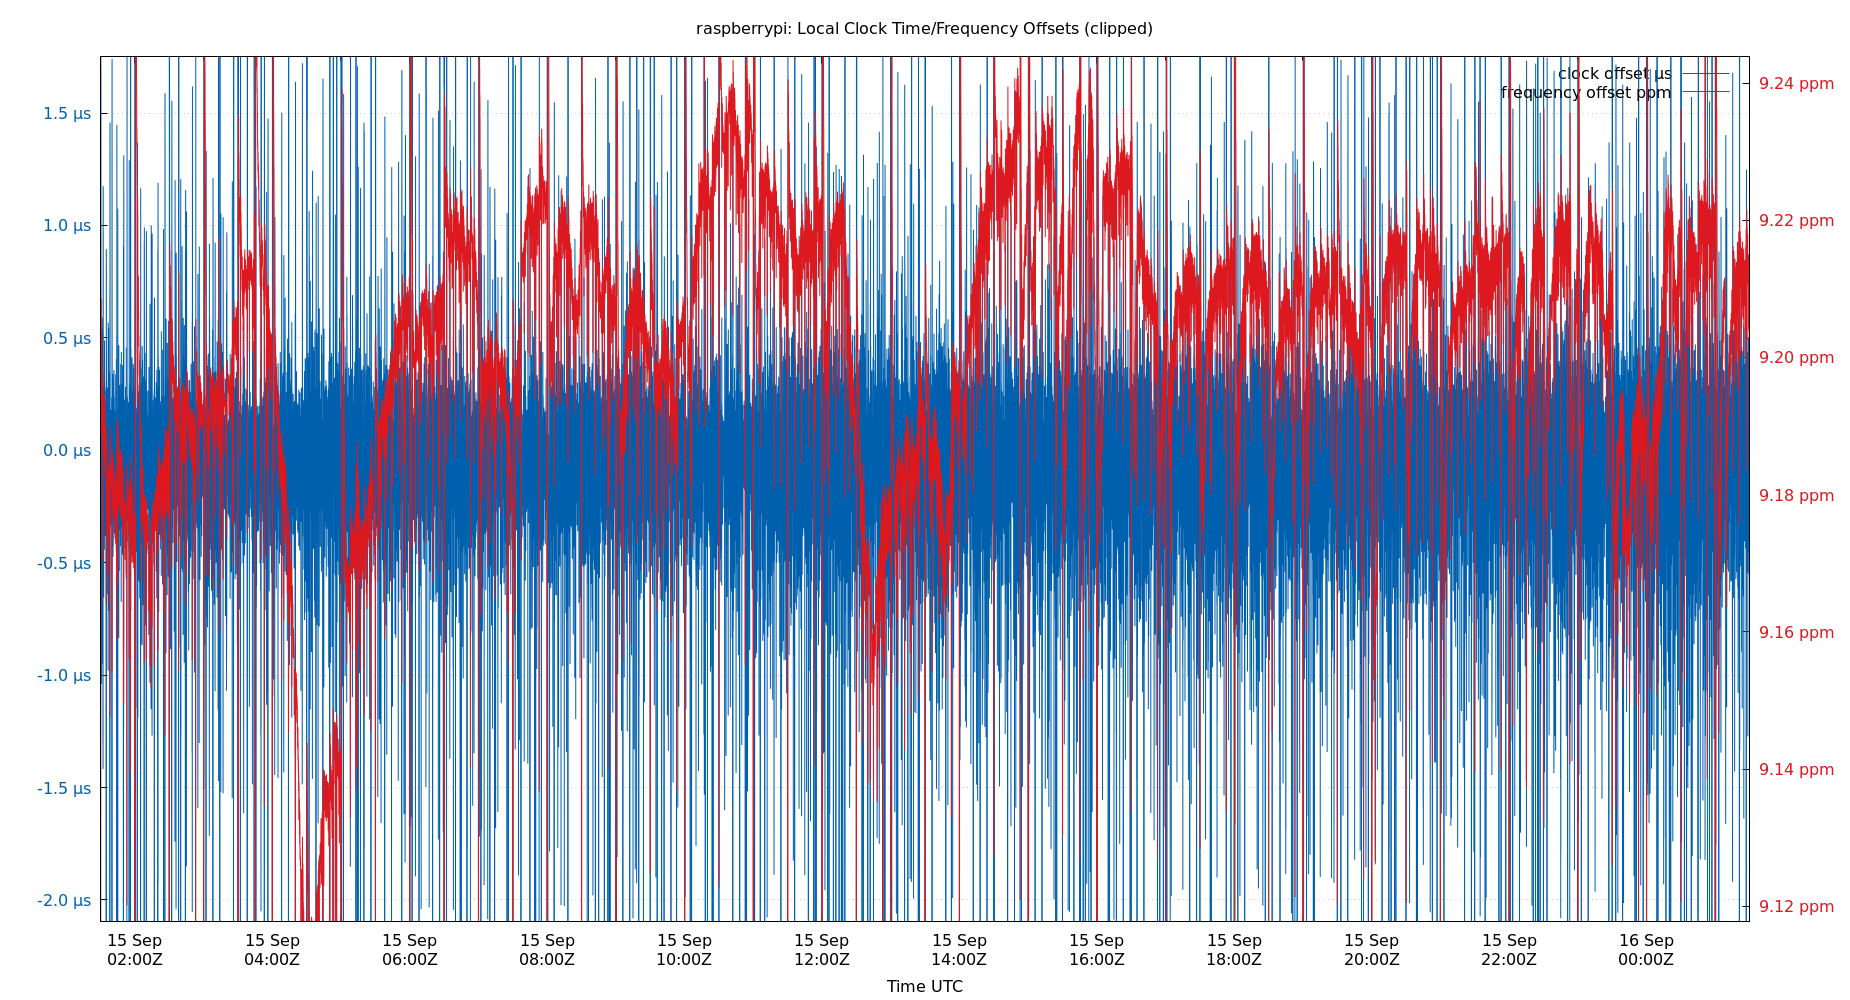 raspberrypi: Local Clock Time/Frequency Offsets (clipped)
clock offset µs
frequency offset ppm
1.5 µs
1.0 µs
0.5 µs
0.0 µs
-0.5 µs
-1.0 µs
-1.5 µs
-2.0 µs
9.24 ppm
9.22 ppm
9.20 ppm
9.18 ppm
9.16 ppm
9.14 ppm
9.12 ppm
15 Sep 15 Sep 15 Sep 15 Sep 15 Sep 15 Sep 15 Sep 15 Sep 15 Sep 15 Sep 15 Sep 16 Sep
02:00Z 04:00Z 06:00Z 08:00Z 10:00Z 12:00Z 14:00Z 16:00Z 18:00Z 20:00Z 22:00Z 00:00Z
Time UTC